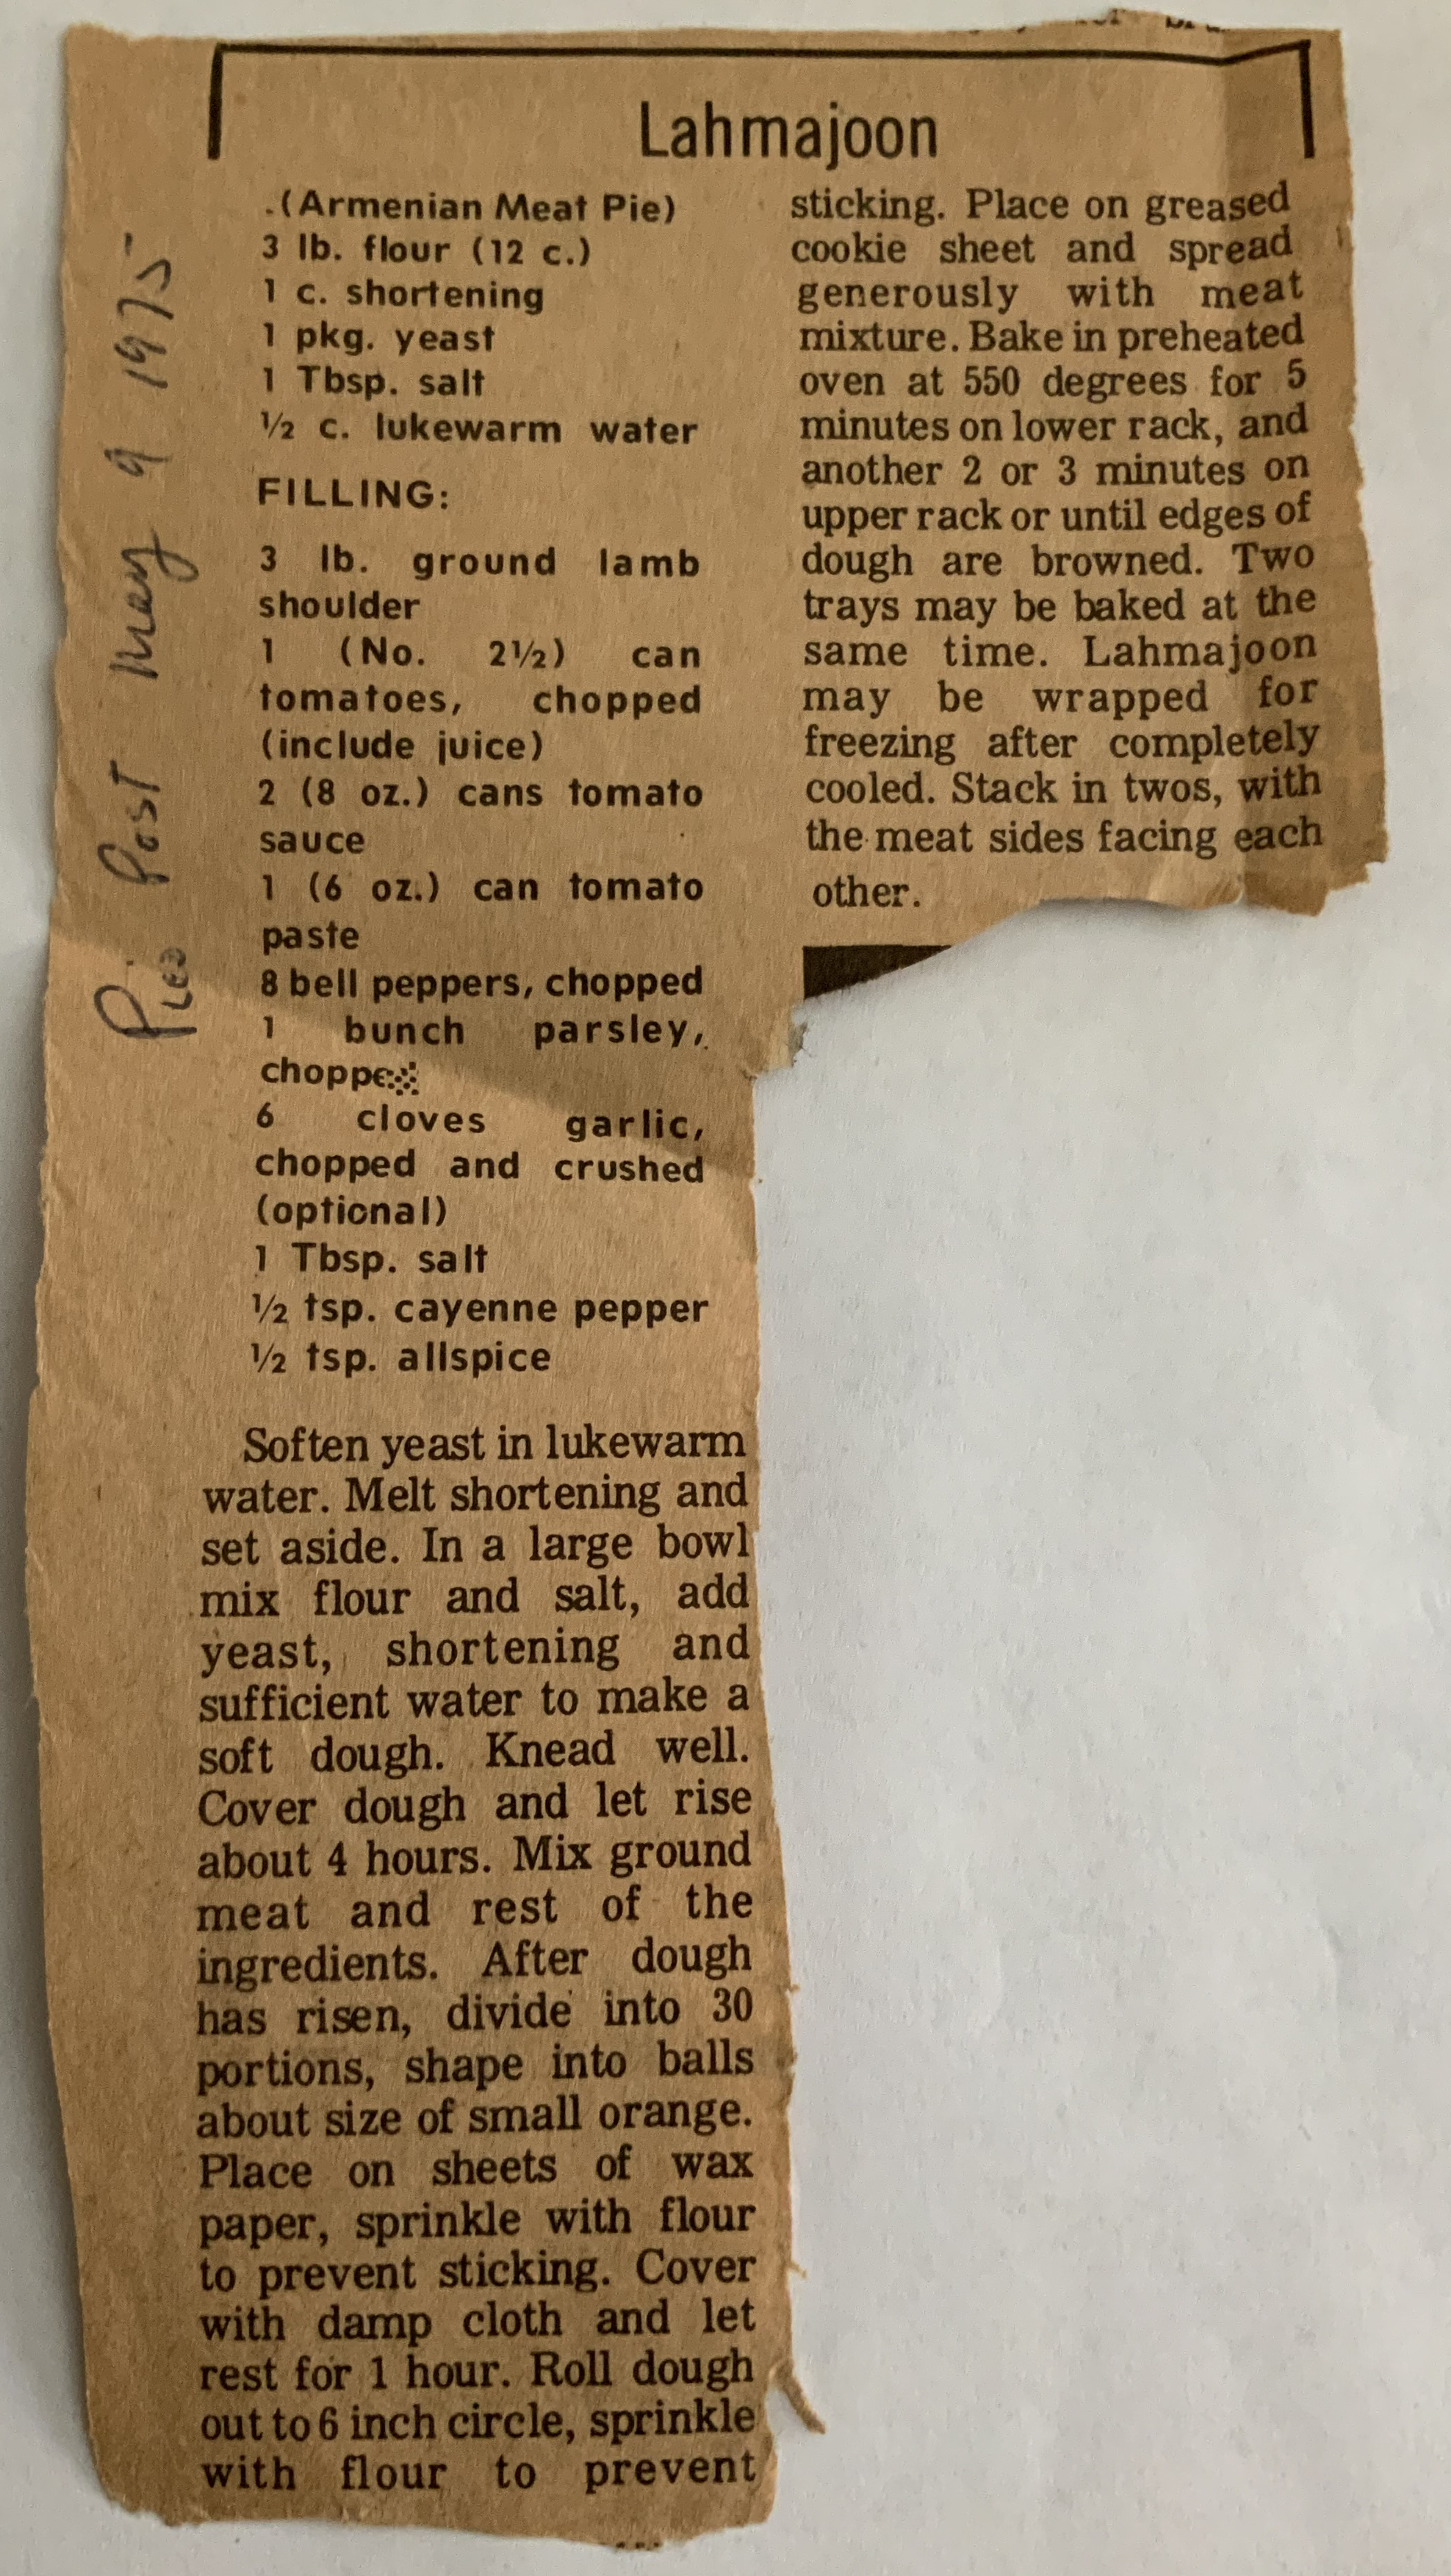 Lahmajoon
(Armenian Meat Pie)
3 lb. flour (12 c.)
1 c. shortening
1 pkg. yeast
1 Tbsp. salt
½ c. lukewarm water
FILLING:
3 lb. ground lamb
shoulder
1 (No. 2½) can
tomatoes, chopped
(include juice)
2 (8 oz.) cans tomato
sauce
1 (6 oz.) can tomato
paste
8 bell peppers, chopped
1 bunch parsley,
choppe
6 cloves garlic,
chopped and crushed
(optional)
1 Tbsp. salt
½ tsp. cayenne pepper
½ tsp. allspice
Soften yeast in lukewarm
water. Melt shortening and
set aside. In a large bowl
mix flour and salt, add
yeast, shortening and
sufficient water to make a
soft dough. Knead well.
Cover dough and let rise
about 4 hours. Mix ground
meat and rest of the
ingredients. After dough
has risen, divide into 30
portions, shape into balls
about size of small orange.
Place on sheets of wax
paper, sprinkle with flour
to prevent sticking. Cover
with damp cloth and let
rest for 1 hour. Roll dough
out to 6 inch circle, sprinkle
with flour to prevent
sticking. Place on greased
cookie sheet and spread
generously with meat
mixture. Bake in preheated
oven at 550 degrees for 5
minutes on lower rack, and
another 2 or 3 minutes on
upper rack or until edges of
dough are browned. Two
trays may be baked at the
same time. Lahmajoon
may be wrapped for
freezing after completely
cooled. Stack in twos, with
the meat sides facing each
other.
Post May 9 1975